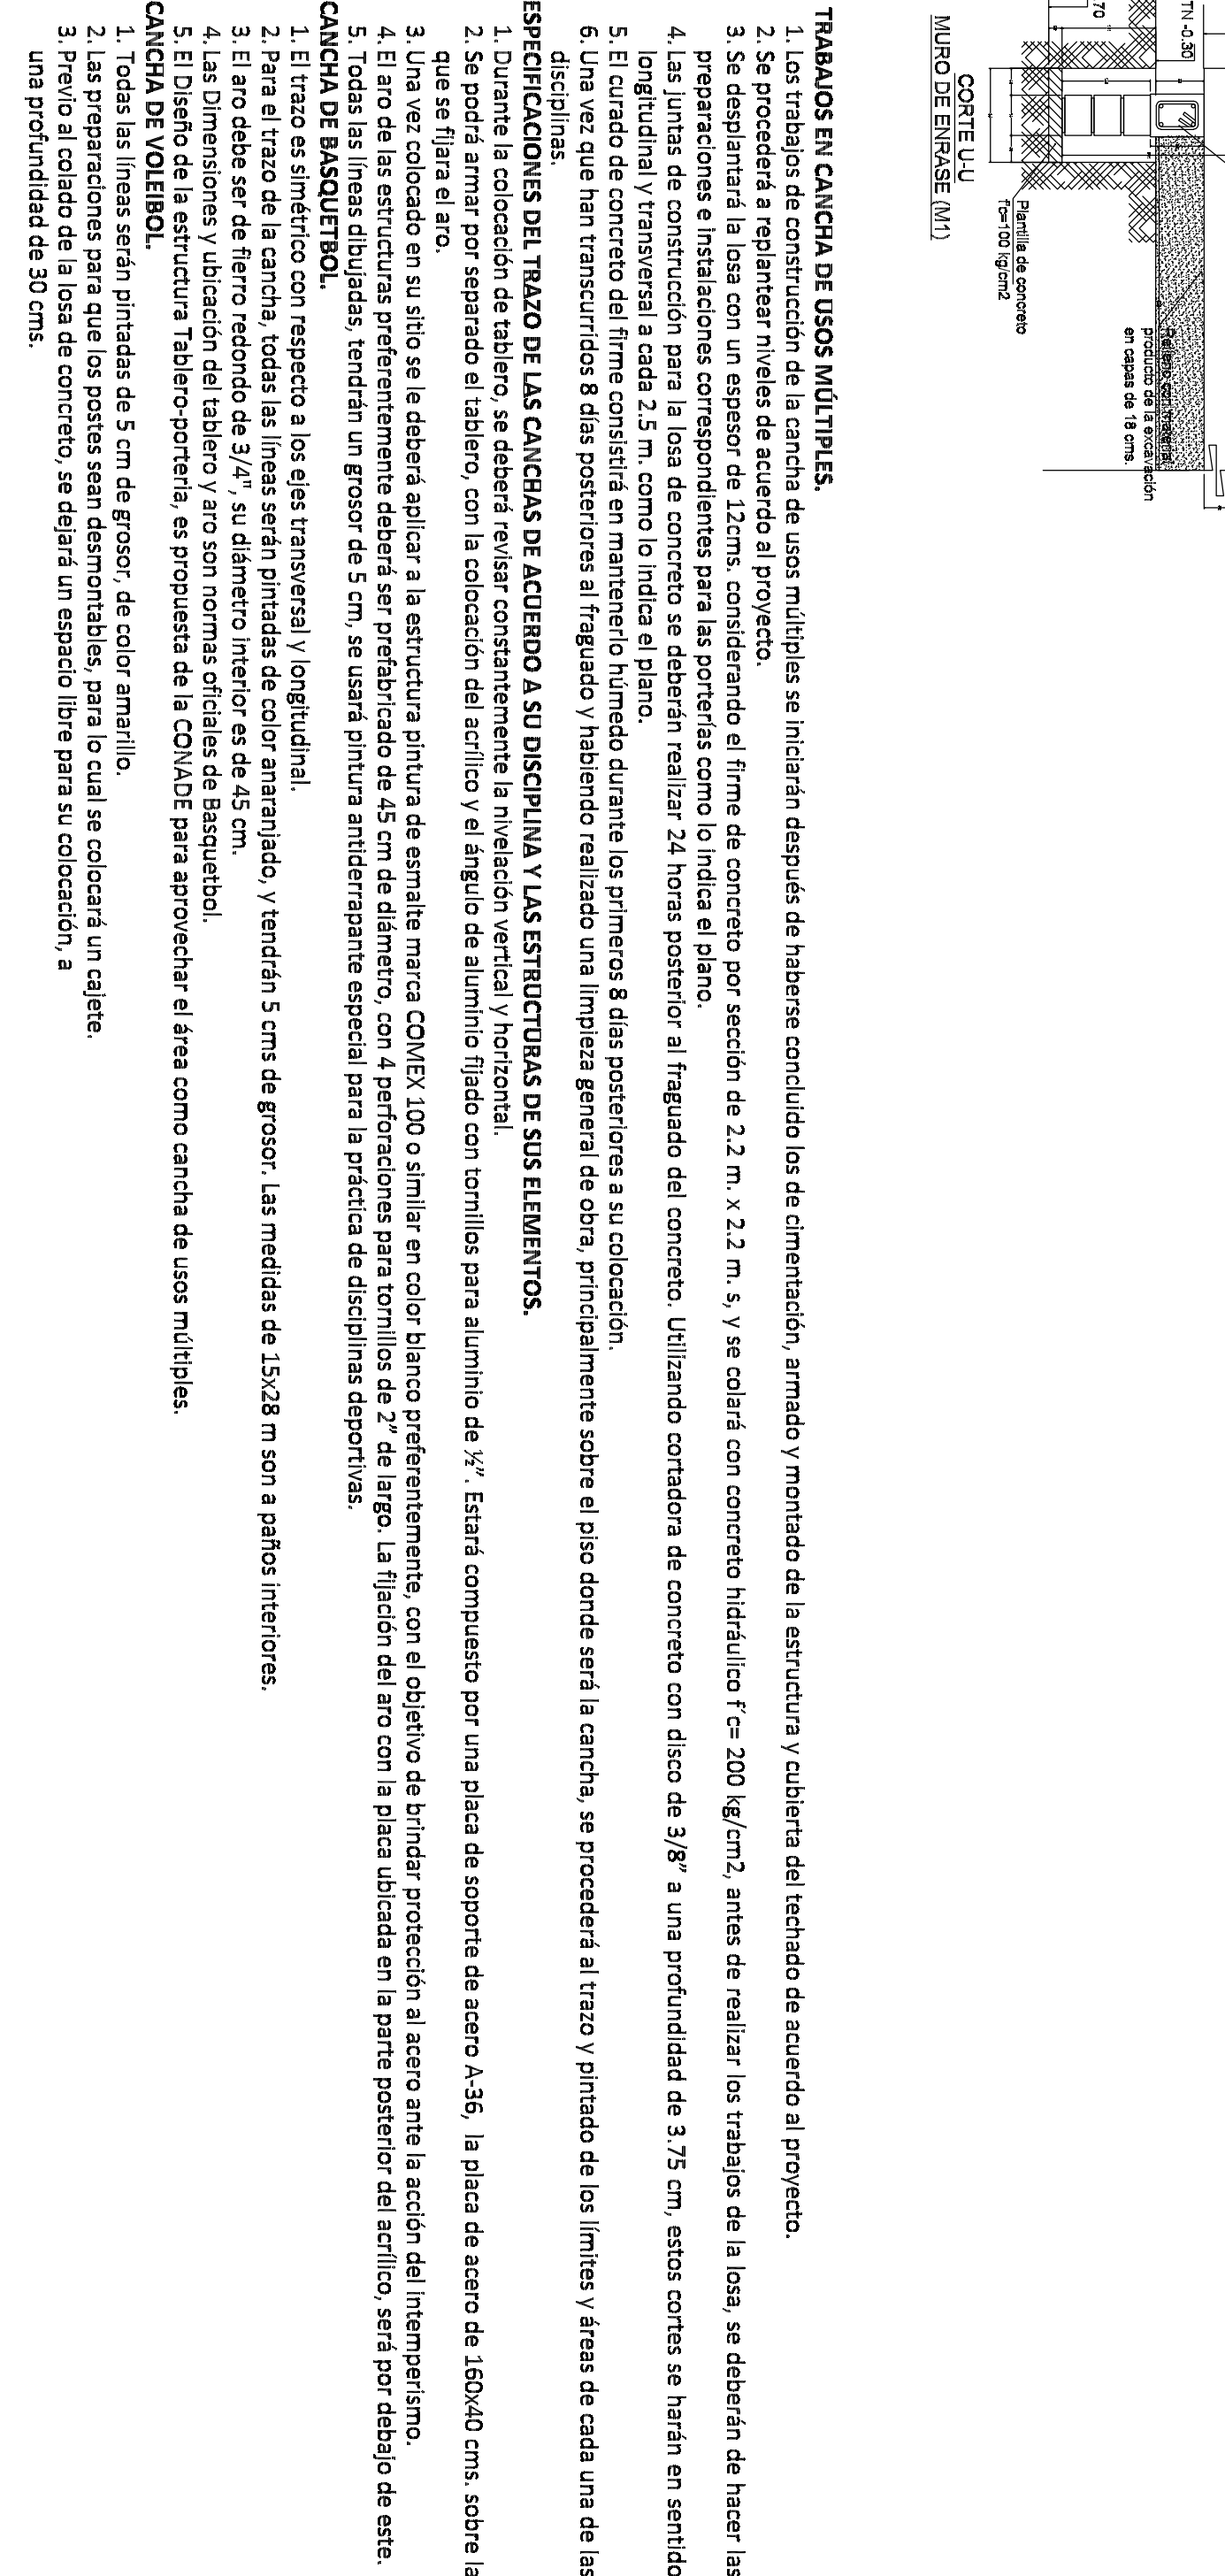 TN -0.30
.70
Relleno con material
producto de la excavación
en capas de 18 cms.
Plantilla de concreto
f'c=100 kg/cm2
CORTE U-U
MURO DE ENRASE (M1)
TRABAJOS EN CANCHA DE USOS MÚLTIPLES.
1. Los trabajos de construcción de la cancha de usos múltiples se iniciarán después de haberse concluido los de cimentación, armado y montado de la estructura y cubierta del techado de acuerdo al proyecto.
2. Se procederá a replantear niveles de acuerdo al proyecto.
3. Se desplantará la losa con un espesor de 12cms. considerando el firme de concreto por sección de 2.2 m. x 2.2 m. s, y se colará con concreto hidráulico f´c= 200 kg/cm2, antes de realizar los trabajos de la losa, se deberán de hacer las
preparaciones e instalaciones correspondientes para las porterías como lo indica el plano.
4. Las juntas de construcción para la losa de concreto se deberán realizar 24 horas posterior al fraguado del concreto. Utilizando cortadora de concreto con disco de 3/8” a una profundidad de 3.75 cm, estos cortes se harán en sentido
longitudinal y transversal a cada 2.5 m. como lo indica el plano.
5. El curado de concreto del firme consistirá en mantenerlo húmedo durante los primeros 8 días posteriores a su colocación.
6. Una vez que han transcurridos 8 días posteriores al fraguado y habiendo realizado una limpieza general de obra, principalmente sobre el piso donde será la cancha, se procederá al trazo y pintado de los límites y áreas de cada una de las
disciplinas.
ESPECIFICACIONES DEL TRAZO DE LAS CANCHAS DE ACUERDO A SU DISCIPLINA Y LAS ESTRUCTURAS DE SUS ELEMENTOS.
1. Durante la colocación de tablero, se deberá revisar constantemente la nivelación vertical y horizontal.
2. Se podrá armar por separado el tablero, con la colocación del acrílico y el ángulo de aluminio fijado con tornillos para aluminio de ½”. Estará compuesto por una placa de soporte de acero A-36, la placa de acero de 160x40 cms. sobre la
que se fijara el aro.
3. Una vez colocado en su sitio se le deberá aplicar a la estructura pintura de esmalte marca COMEX 100 o similar en color blanco preferentemente, con el objetivo de brindar protección al acero ante la acción del intemperismo.
4. El aro de las estructuras preferentemente deberá ser prefabricado de 45 cm de diámetro, con 4 perforaciones para tornillos de 2” de largo. La fijación del aro con la placa ubicada en la parte posterior del acrílico, será por debajo de este.
5. Todas las líneas dibujadas, tendrán un grosor de 5 cm, se usará pintura antiderrapante especial para la práctica de disciplinas deportivas.
CANCHA DE BASQUETBOL.
1. El trazo es simétrico con respecto a los ejes transversal y longitudinal.
2. Para el trazo de la cancha, todas las líneas serán pintadas de color anaranjado, y tendrán 5 cms de grosor. Las medidas de 15x28 m son a paños interiores.
3. El aro debe ser de fierro redondo de 3/4", su diámetro interior es de 45 cm.
4. Las Dimensiones y ubicación del tablero y aro son normas oficiales de Basquetbol.
5. El Diseño de la estructura Tablero-porteria, es propuesta de la CONADE para aprovechar el área como cancha de usos múltiples.
CANCHA DE VOLEIBOL.
1. Todas las líneas serán pintadas de 5 cm de grosor, de color amarillo.
2. Las preparaciones para que los postes sean desmontables, para lo cual se colocará un cajete.
3. Previo al colado de la losa de concreto, se dejará un espacio libre para su colocación, a
una profundidad de 30 cms.